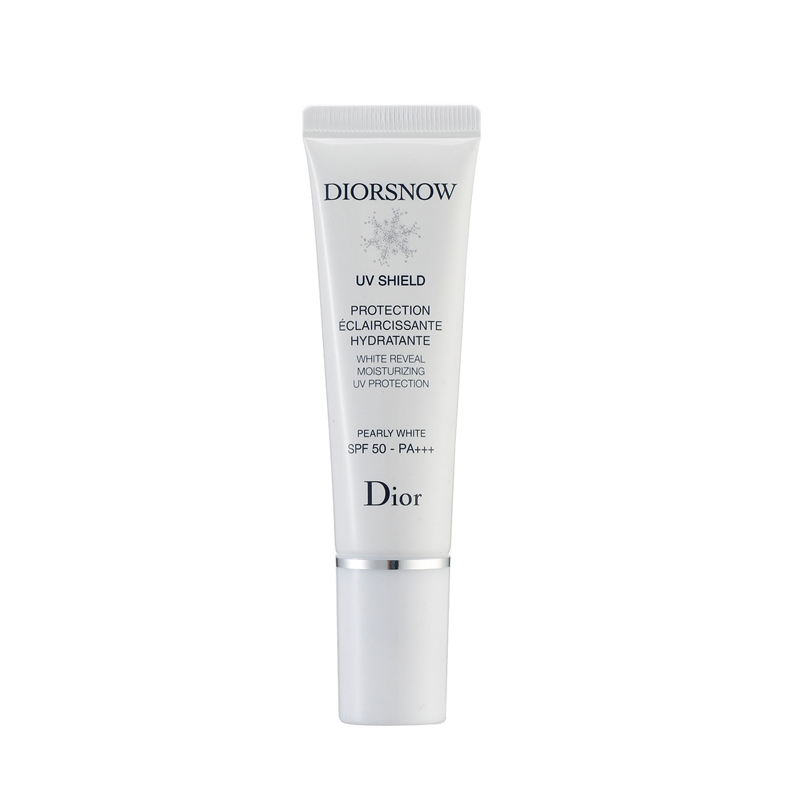 DIORSNOW
UV SHIELD
PROTECTION
ÉCLAIRCISSANTE
HYDRATANTE
WHITE REVEAL
MOISTURIZING
UV PROTECTION
PEARLY WHITE
SPF 50 - PA+++
Dior